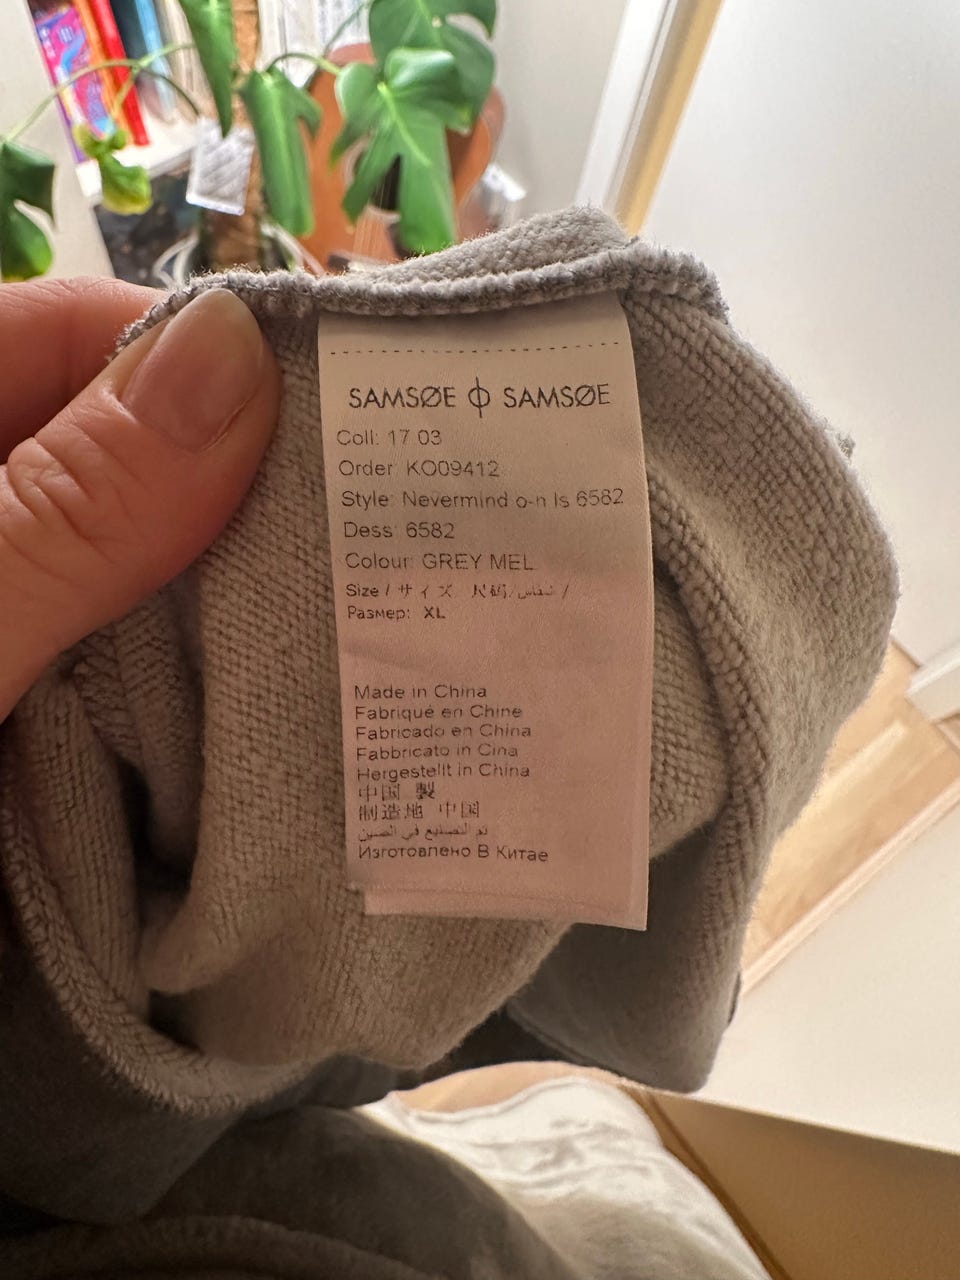 SAMSØE ϕ SAMSØE
Coll: 17 03
Order: KO09412
Style: Nevermind o-n ls 6582
Dess: 6582
Colour: GREY MEL
Size / サイズ 尺码/مقاس /
Размер: XL
Made in China
Fabriqué en Chine
Fabricado en China
Fabbricato in Cina
Hergestellt in China
中国 製
制造地 中国
تم التصنيع في الصين
Изготовлено В Китае